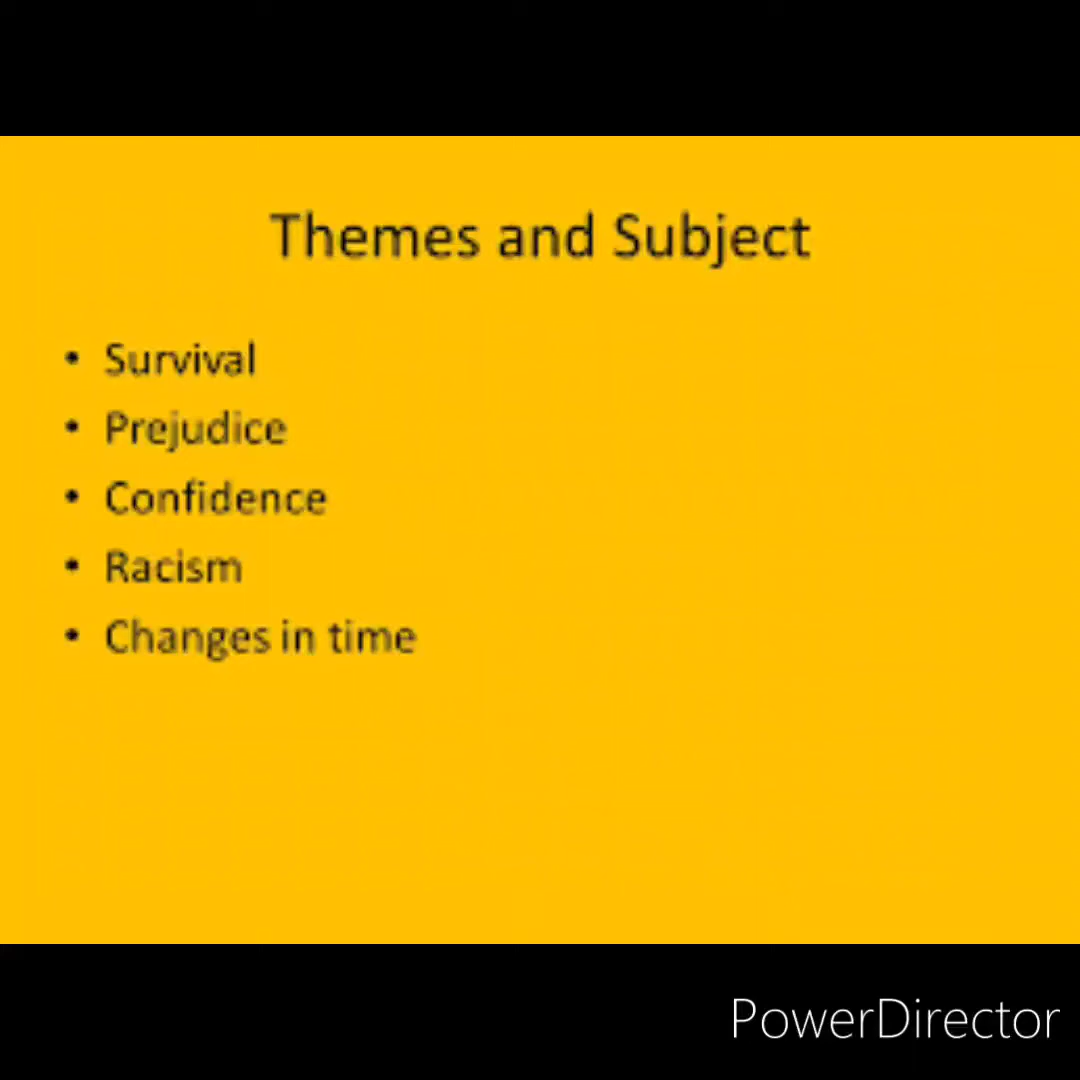 Themes and Subject
• Survival
• Prejudice
• Confidence
• Racism
• Changes in time
PowerDirector